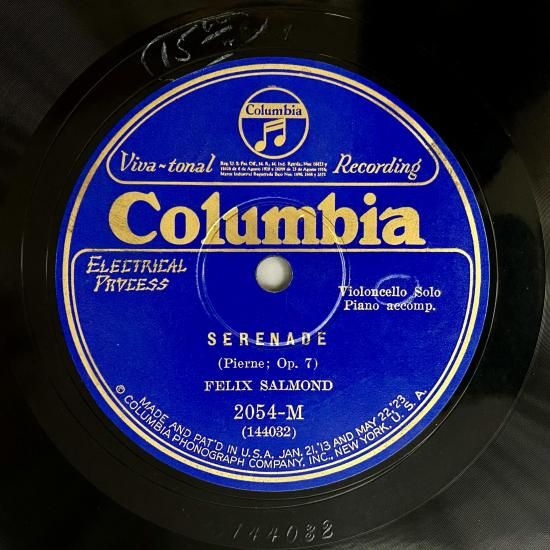 15
Columbia
Viva-tonal Recording
Columbia
ELECTRICAL
PROCESS
Violoncello Solo
Piano accomp.
SERENADE
(Pierne; Op. 7)
FELIX SALMOND
2054-M
(144032)
MADE AND PAT'D IN U.S.A. JAN. 21,'13 AND MAY 22,'23
© COLUMBIA PHONOGRAPH COMPANY, INC., NEW YORK, U.S.A.
144032